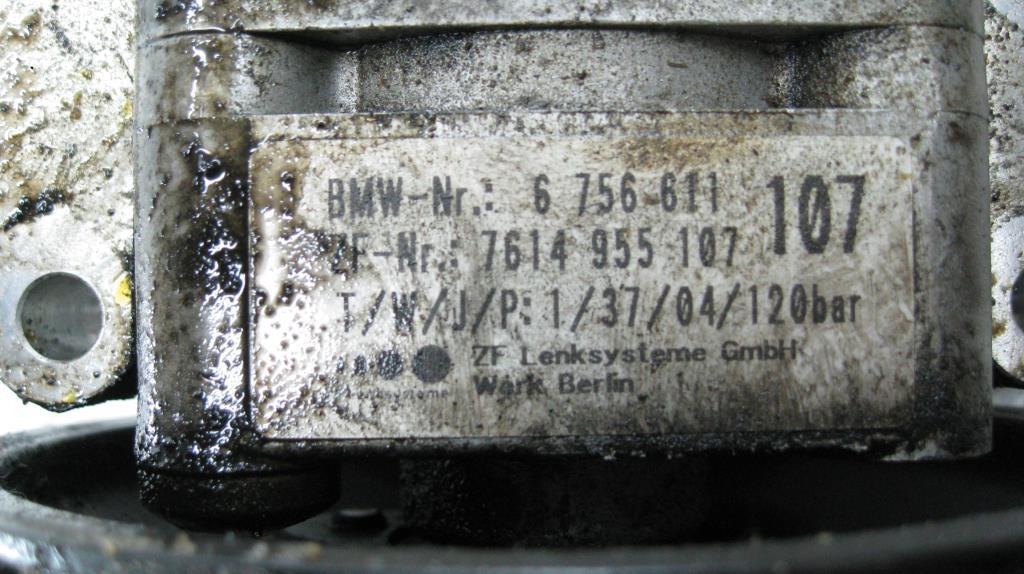 BMW-Nr.: 6 756 611 107
ZF-Nr.: 7614 955 107
T/W/J/P: 1/37/04/120bar
ZF Lenksysteme GmbH
Werk Berlin